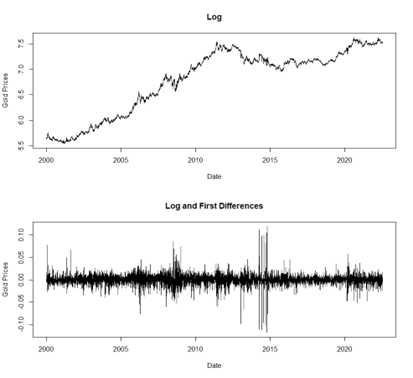 Log
Gold Prices
7.5
7.0
6.5
6.0
5.5
2000 2005 2010 2015 2020
Date
Log and First Differences
Gold Prices
0.10
0.05
0.00
-0.05
-0.10
2000 2005 2010 2015 2020
Date